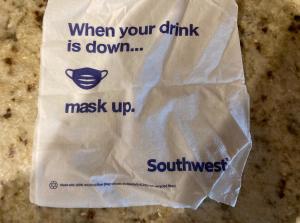 When your drink
is down...
mask up.
Southwest